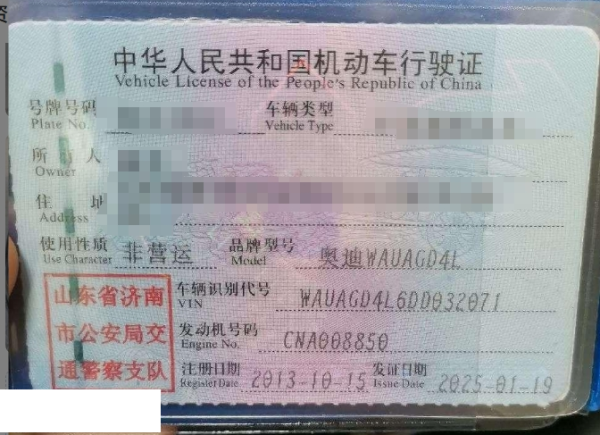 中华人民共和国机动车行驶证
Vehicle License of the People's Republic of China
号牌号码 车辆类型
Plate No. Vehicle Type
所有人
Owner
住址
Address
使用性质 非营运 品牌型号 奥迪WAUAGD4L
Use Character Model
车辆识别代号 WAUAGD4L6DD032071
VIN
发动机号码 CNA008850
Engine No.
注册日期 2013-10-15 发证日期 2025-01-19
Register Date Issue Date
山东省济南
市公安局交
通警察支队